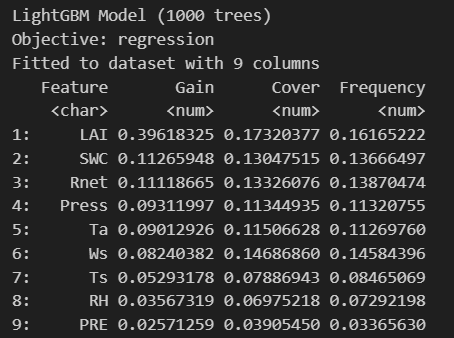 LightGBM Model (1000 trees)
Objective: regression
Fitted to dataset with 9 columns
Feature Gain Cover Frequency
<char> <num> <num> <num>
1: LAI 0.39618325 0.17320377 0.16165222
2: SWC 0.11265948 0.13047515 0.13666497
3: Rnet 0.11118665 0.13326076 0.13870474
4: Press 0.09311997 0.11344935 0.11320755
5: Ta 0.09012926 0.11506628 0.11269760
6: Ws 0.08240382 0.14686860 0.14584396
7: Ts 0.05293178 0.07886943 0.08465069
8: RH 0.03567319 0.06975218 0.07292198
9: PRE 0.02571259 0.03905450 0.03365630